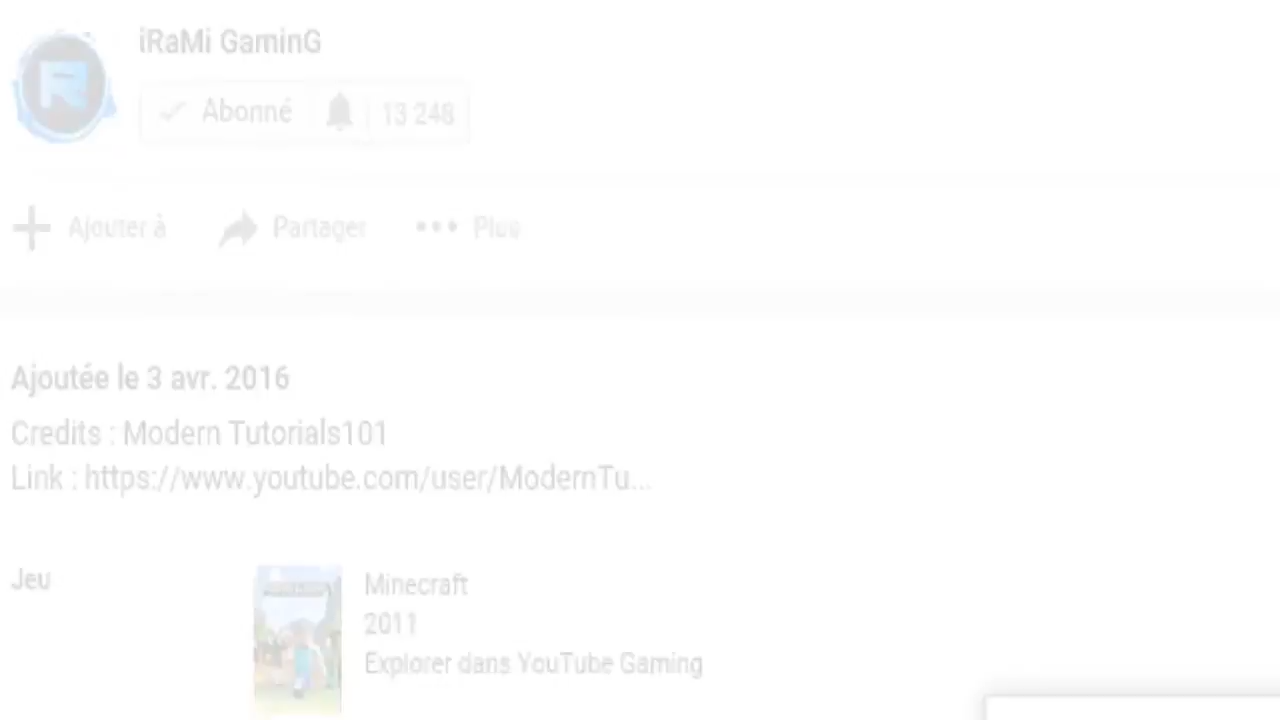 iRaMi GaminG
Abonné 13 248
Ajouter à Partager Plus
Ajoutée le 3 avr. 2016
Credits : Modern Tutorials101
Link : https://www.youtube.com/user/ModernTu...
Jeu
Minecraft
2011
Explorer dans YouTube Gaming